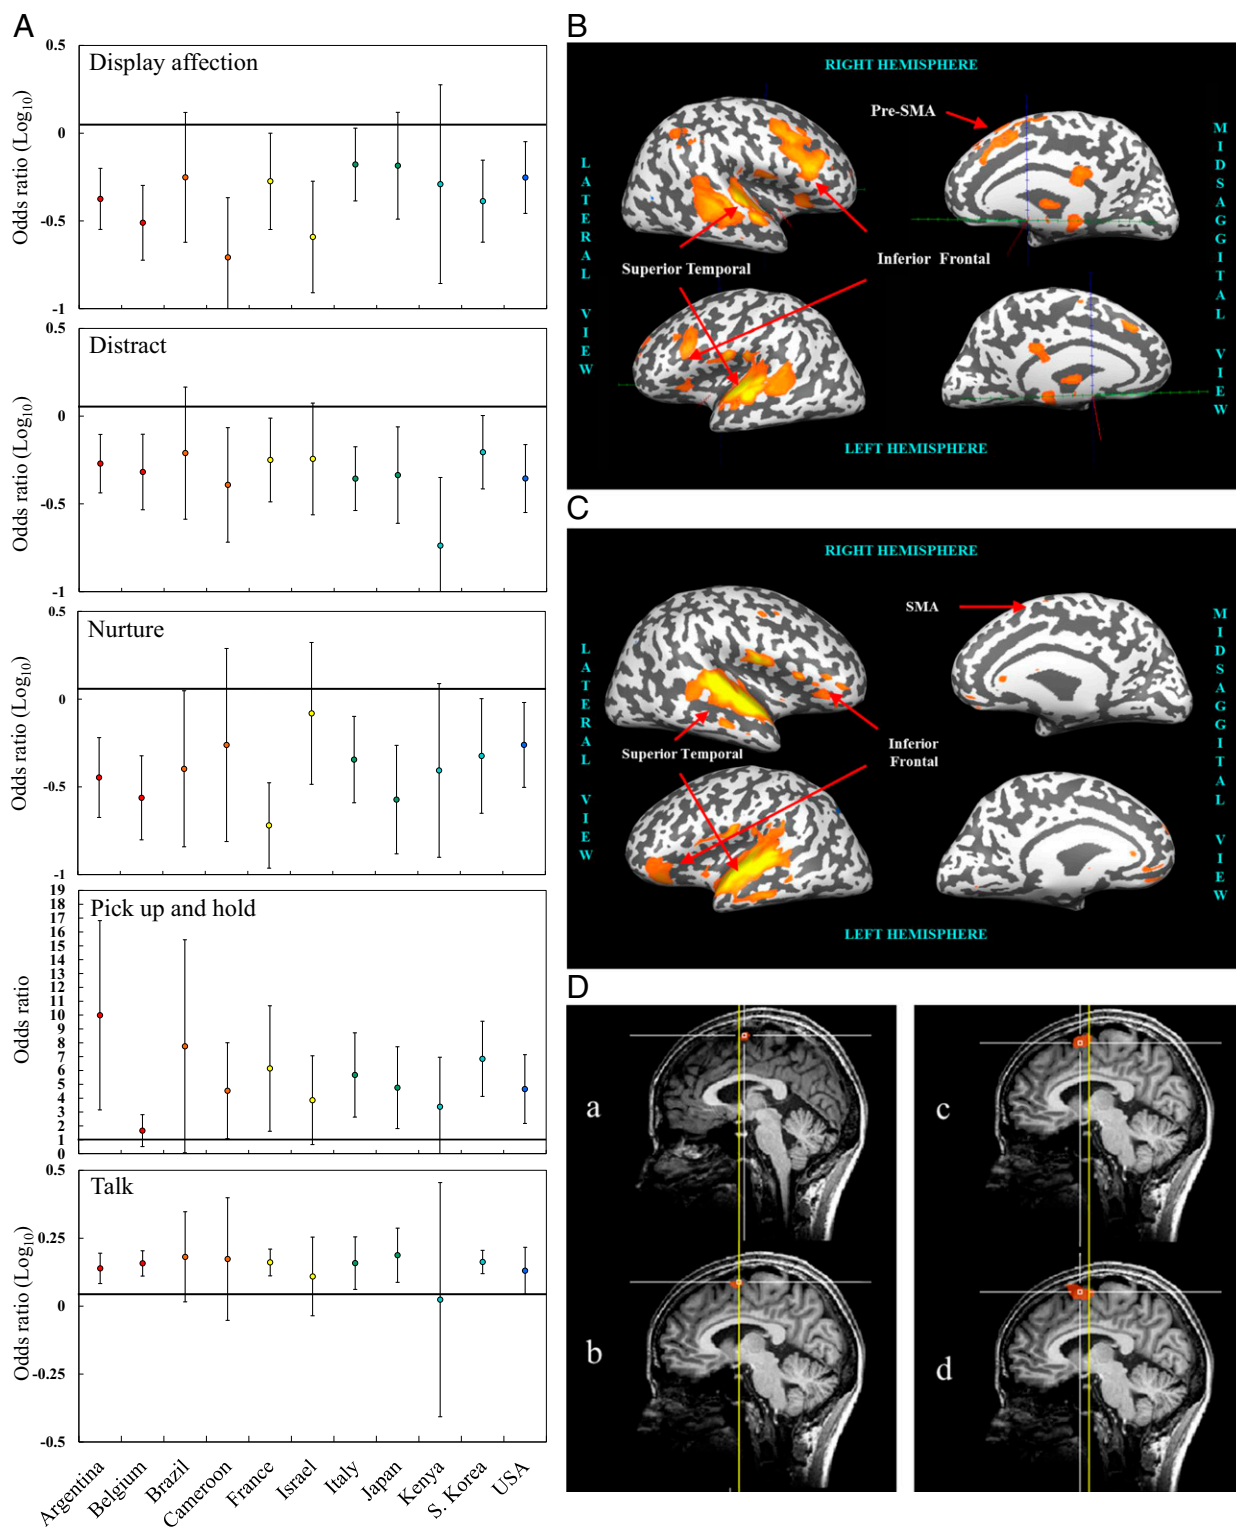 A
0.5
Display affection
0
-0.5
-1
Odds ratio (Log10)
0.5
Distract
0
-0.5
-1
Odds ratio (Log10)
0.5
Nurture
0
-0.5
-1
Odds ratio (Log10)
19
18
17
16
15
14
13
12
11
10
9
8
7
6
5
4
3
2
1
0
Pick up and hold
Odds ratio
0.5
Talk
0.25
0
-0.25
-0.5
Odds ratio (Log10)
Argentina
Belgium
Brazil
Cameroon
France
Israel
Italy
Japan
Kenya
S. Korea
USA
B
RIGHT HEMISPHERE
Pre-SMA
LATERAL VIEW
MIDSAGGITAL VIEW
Superior Temporal
Inferior Frontal
LEFT HEMISPHERE
C
RIGHT HEMISPHERE
SMA
LATERAL VIEW
MIDSAGGITAL VIEW
Superior Temporal
Inferior
Frontal
LEFT HEMISPHERE
D
a
c
b
d